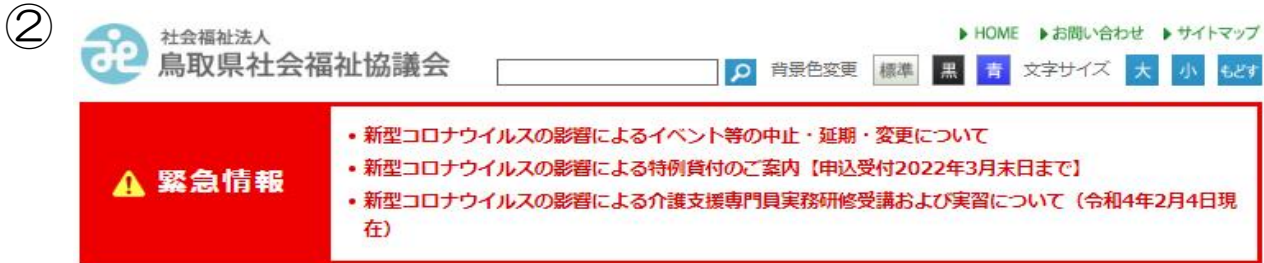 ②
社会福祉法人
鳥取県社会福祉協議会
▶ HOME ▶ お問い合わせ ▶ サイトマップ
背景色変更 標準 黒 青 文字サイズ 大 小 もどす
緊急情報
• 新型コロナウイルスの影響によるイベント等の中止・延期・変更について
• 新型コロナウイルスの影響による特例貸付のご案内【申込受付2022年3月末日まで】
• 新型コロナウイルスの影響による介護支援専門員実務研修受講および実習について（令和4年2月4日現
在）